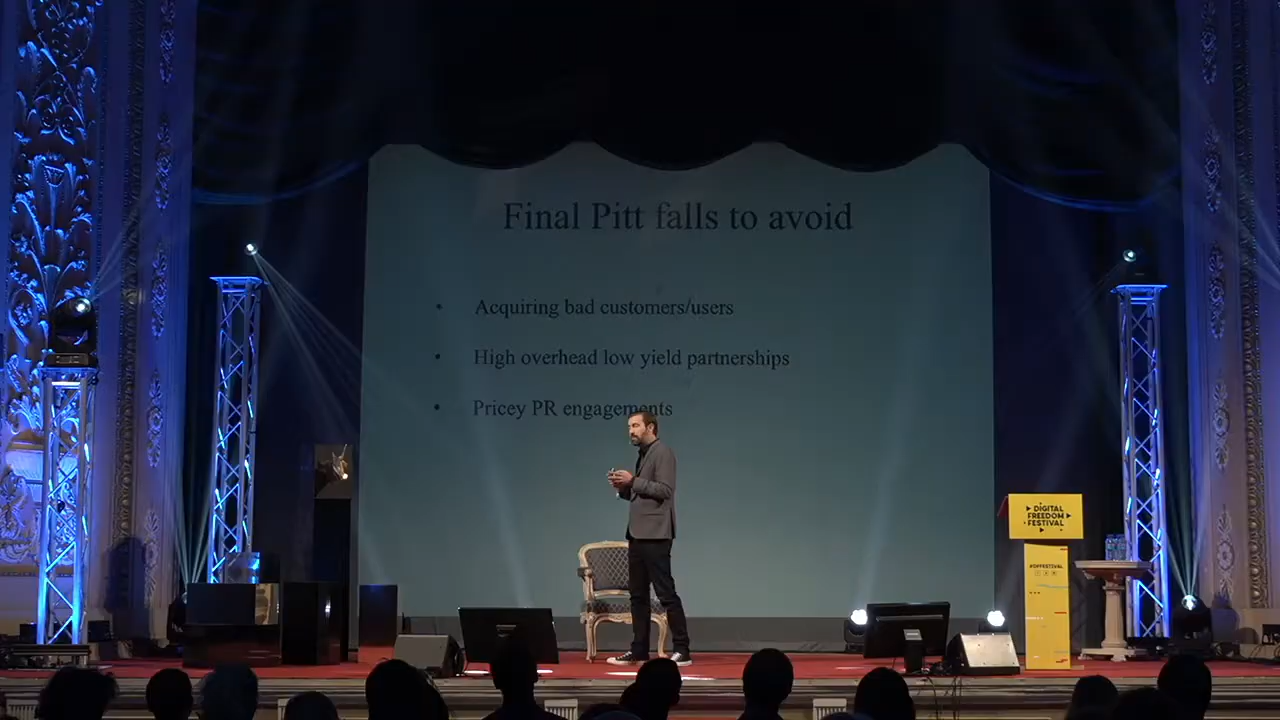 Final Pitt falls to avoid
• Acquiring bad customers/users
• High overhead low yield partnerships
• Pricey PR engagements
DIGITAL
FREEDOM
FESTIVAL
#DFFESTIVAL